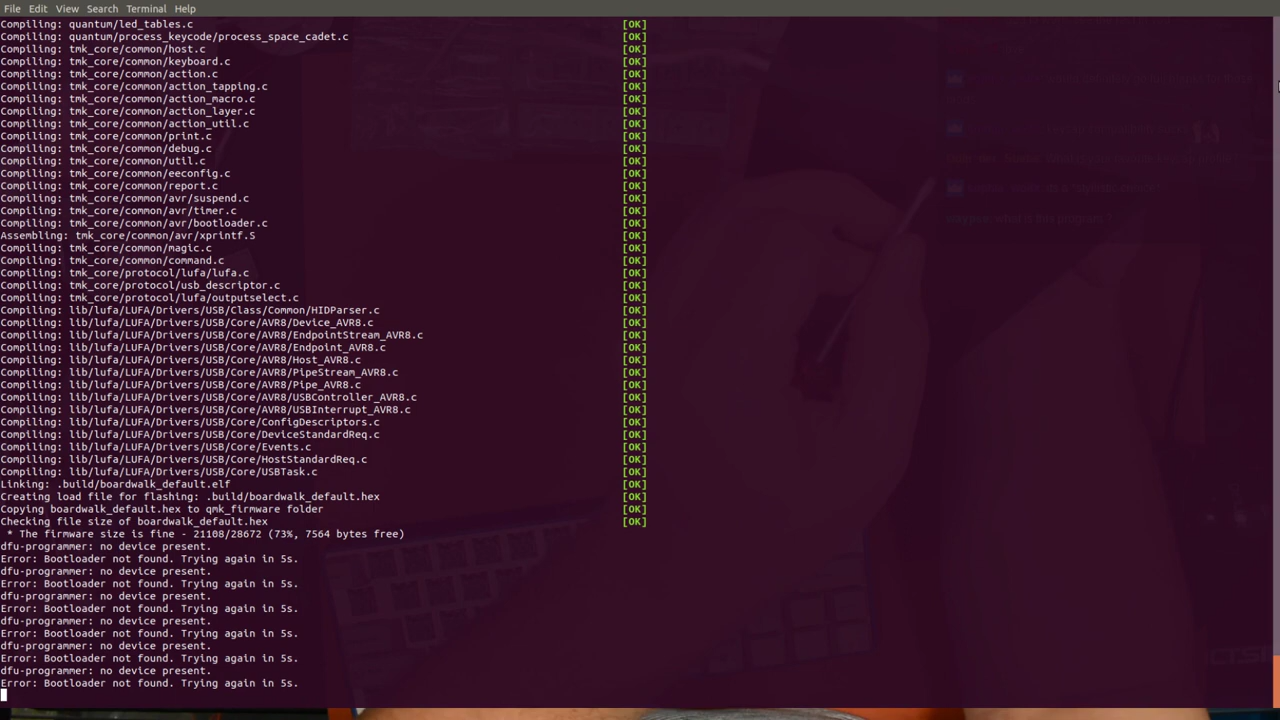 File Edit View Search Terminal Help
Compiling: quantum/led_tables.c [OK]
Compiling: quantum/process_keycode/process_space_cadet.c [OK]
Compiling: tmk_core/common/host.c [OK]
Compiling: tmk_core/common/keyboard.c [OK]
Compiling: tmk_core/common/action.c [OK]
Compiling: tmk_core/common/action_tapping.c [OK]
Compiling: tmk_core/common/action_macro.c [OK]
Compiling: tmk_core/common/action_layer.c [OK]
Compiling: tmk_core/common/action_util.c [OK]
Compiling: tmk_core/common/print.c [OK]
Compiling: tmk_core/common/debug.c [OK]
Compiling: tmk_core/common/util.c [OK]
Compiling: tmk_core/common/eeconfig.c [OK]
Compiling: tmk_core/common/report.c [OK]
Compiling: tmk_core/common/avr/suspend.c [OK]
Compiling: tmk_core/common/avr/timer.c [OK]
Compiling: tmk_core/common/avr/bootloader.c [OK]
Assembling: tmk_core/common/avr/xprintf.S [OK]
Compiling: tmk_core/common/magic.c [OK]
Compiling: tmk_core/common/command.c [OK]
Compiling: tmk_core/protocol/lufa/lufa.c [OK]
Compiling: tmk_core/protocol/usb_descriptor.c [OK]
Compiling: tmk_core/protocol/lufa/outputselect.c [OK]
Compiling: lib/lufa/LUFA/Drivers/USB/Class/Common/HIDParser.c [OK]
Compiling: lib/lufa/LUFA/Drivers/USB/Core/AVR8/Device_AVR8.c [OK]
Compiling: lib/lufa/LUFA/Drivers/USB/Core/AVR8/EndpointStream_AVR8.c [OK]
Compiling: lib/lufa/LUFA/Drivers/USB/Core/AVR8/Endpoint_AVR8.c [OK]
Compiling: lib/lufa/LUFA/Drivers/USB/Core/AVR8/Host_AVR8.c [OK]
Compiling: lib/lufa/LUFA/Drivers/USB/Core/AVR8/PipeStream_AVR8.c [OK]
Compiling: lib/lufa/LUFA/Drivers/USB/Core/AVR8/Pipe_AVR8.c [OK]
Compiling: lib/lufa/LUFA/Drivers/USB/Core/AVR8/USBController_AVR8.c [OK]
Compiling: lib/lufa/LUFA/Drivers/USB/Core/AVR8/USBInterrupt_AVR8.c [OK]
Compiling: lib/lufa/LUFA/Drivers/USB/Core/ConfigDescriptors.c [OK]
Compiling: lib/lufa/LUFA/Drivers/USB/Core/DeviceStandardReq.c [OK]
Compiling: lib/lufa/LUFA/Drivers/USB/Core/Events.c [OK]
Compiling: lib/lufa/LUFA/Drivers/USB/Core/HostStandardReq.c [OK]
Compiling: lib/lufa/LUFA/Drivers/USB/Core/USBTask.c [OK]
Linking: .build/boardwalk_default.elf [OK]
Creating load file for flashing: .build/boardwalk_default.hex [OK]
Copying boardwalk_default.hex to qmk_firmware folder [OK]
Checking file size of boardwalk_default.hex [OK]
 * The firmware size is fine - 21108/28672 (73%, 7564 bytes free)
dfu-programmer: no device present.
Error: Bootloader not found. Trying again in 5s.
dfu-programmer: no device present.
Error: Bootloader not found. Trying again in 5s.
dfu-programmer: no device present.
Error: Bootloader not found. Trying again in 5s.
dfu-programmer: no device present.
Error: Bootloader not found. Trying again in 5s.
dfu-programmer: no device present.
Error: Bootloader not found. Trying again in 5s.
dfu-programmer: no device present.
Error: Bootloader not found. Trying again in 5s.